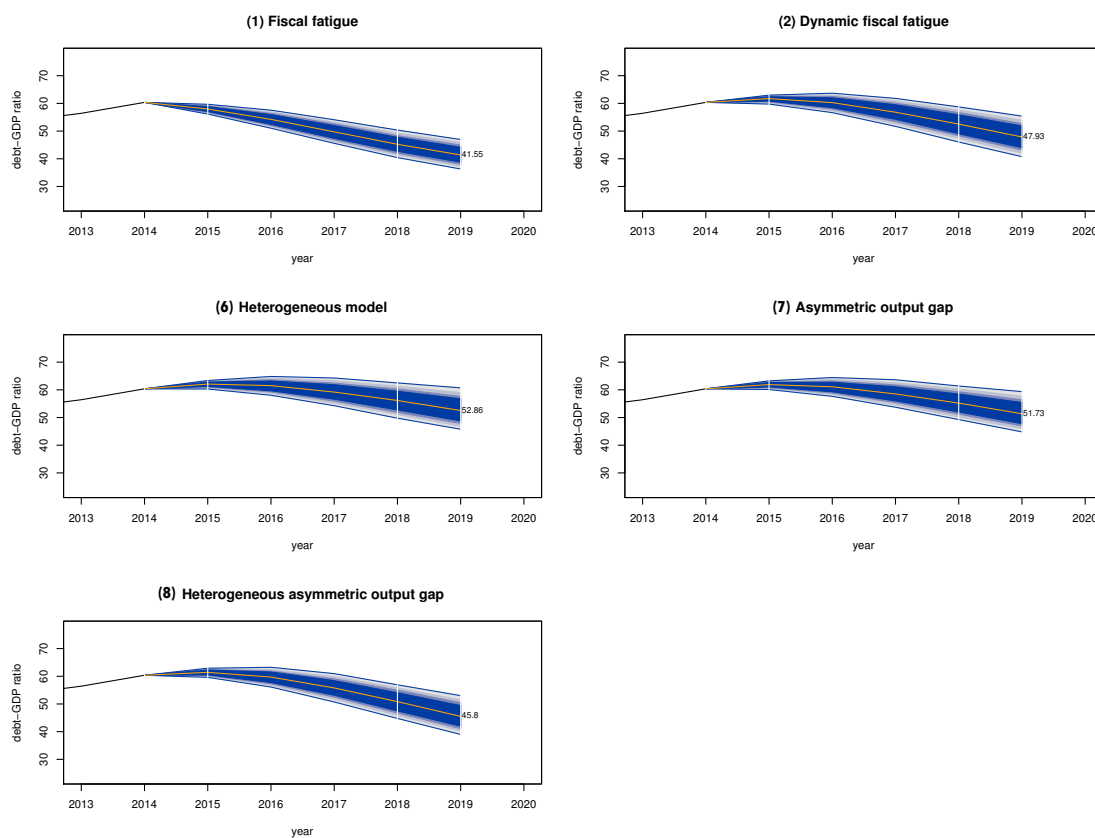 (1) Fiscal fatigue
debt−GDP ratio
70
60
50
40
30
41.55
2013 2014 2015 2016 2017 2018 2019 2020
year
(2) Dynamic fiscal fatigue
debt−GDP ratio
70
60
50
40
30
47.93
2013 2014 2015 2016 2017 2018 2019 2020
year
(6) Heterogeneous model
debt−GDP ratio
70
60
50
40
30
52.86
2013 2014 2015 2016 2017 2018 2019 2020
year
(7) Asymmetric output gap
debt−GDP ratio
70
60
50
40
30
51.73
2013 2014 2015 2016 2017 2018 2019 2020
year
(8) Heterogeneous asymmetric output gap
debt−GDP ratio
70
60
50
40
30
45.8
2013 2014 2015 2016 2017 2018 2019 2020
year